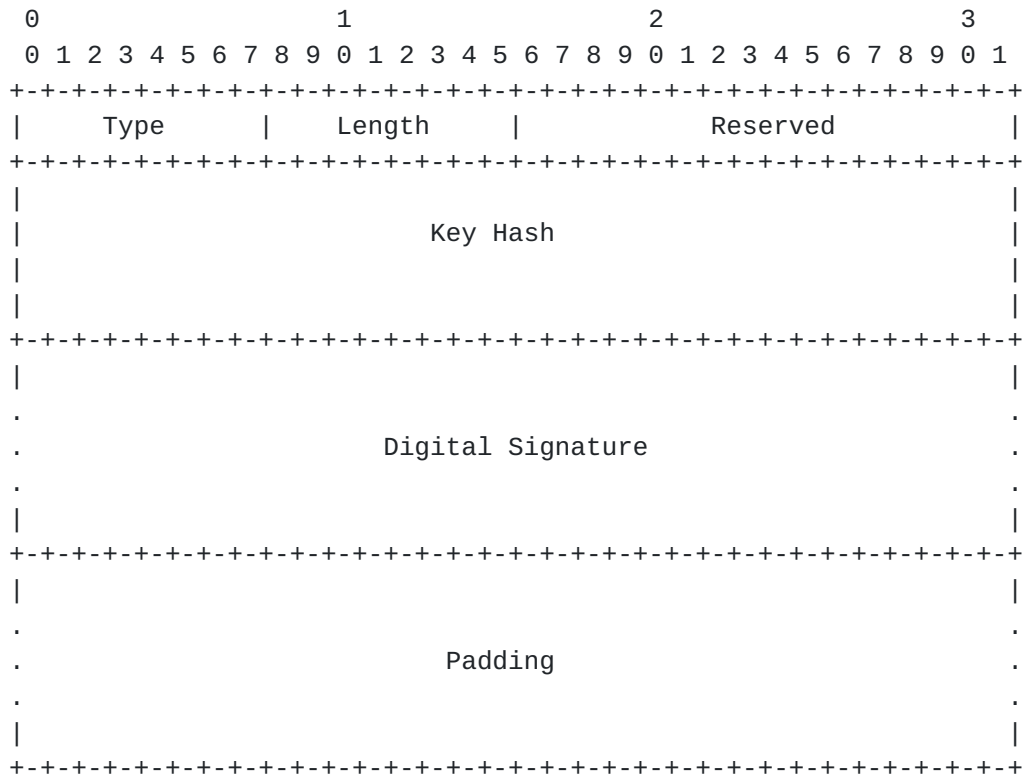 0                   1                   2                   3
 0 1 2 3 4 5 6 7 8 9 0 1 2 3 4 5 6 7 8 9 0 1 2 3 4 5 6 7 8 9 0 1
+-+-+-+-+-+-+-+-+-+-+-+-+-+-+-+-+-+-+-+-+-+-+-+-+-+-+-+-+-+-+-+-+
|     Type      |    Length     |            Reserved           |
+-+-+-+-+-+-+-+-+-+-+-+-+-+-+-+-+-+-+-+-+-+-+-+-+-+-+-+-+-+-+-+-+
|                                                               |
|                          Key Hash                             |
|                                                               |
|                                                               |
+-+-+-+-+-+-+-+-+-+-+-+-+-+-+-+-+-+-+-+-+-+-+-+-+-+-+-+-+-+-+-+-+
|                                                               |
.                                                               .
.                       Digital Signature                       .
.                                                               .
|                                                               |
+-+-+-+-+-+-+-+-+-+-+-+-+-+-+-+-+-+-+-+-+-+-+-+-+-+-+-+-+-+-+-+-+
|                                                               |
.                                                               .
.                           Padding                             .
.                                                               .
|                                                               |
+-+-+-+-+-+-+-+-+-+-+-+-+-+-+-+-+-+-+-+-+-+-+-+-+-+-+-+-+-+-+-+-+